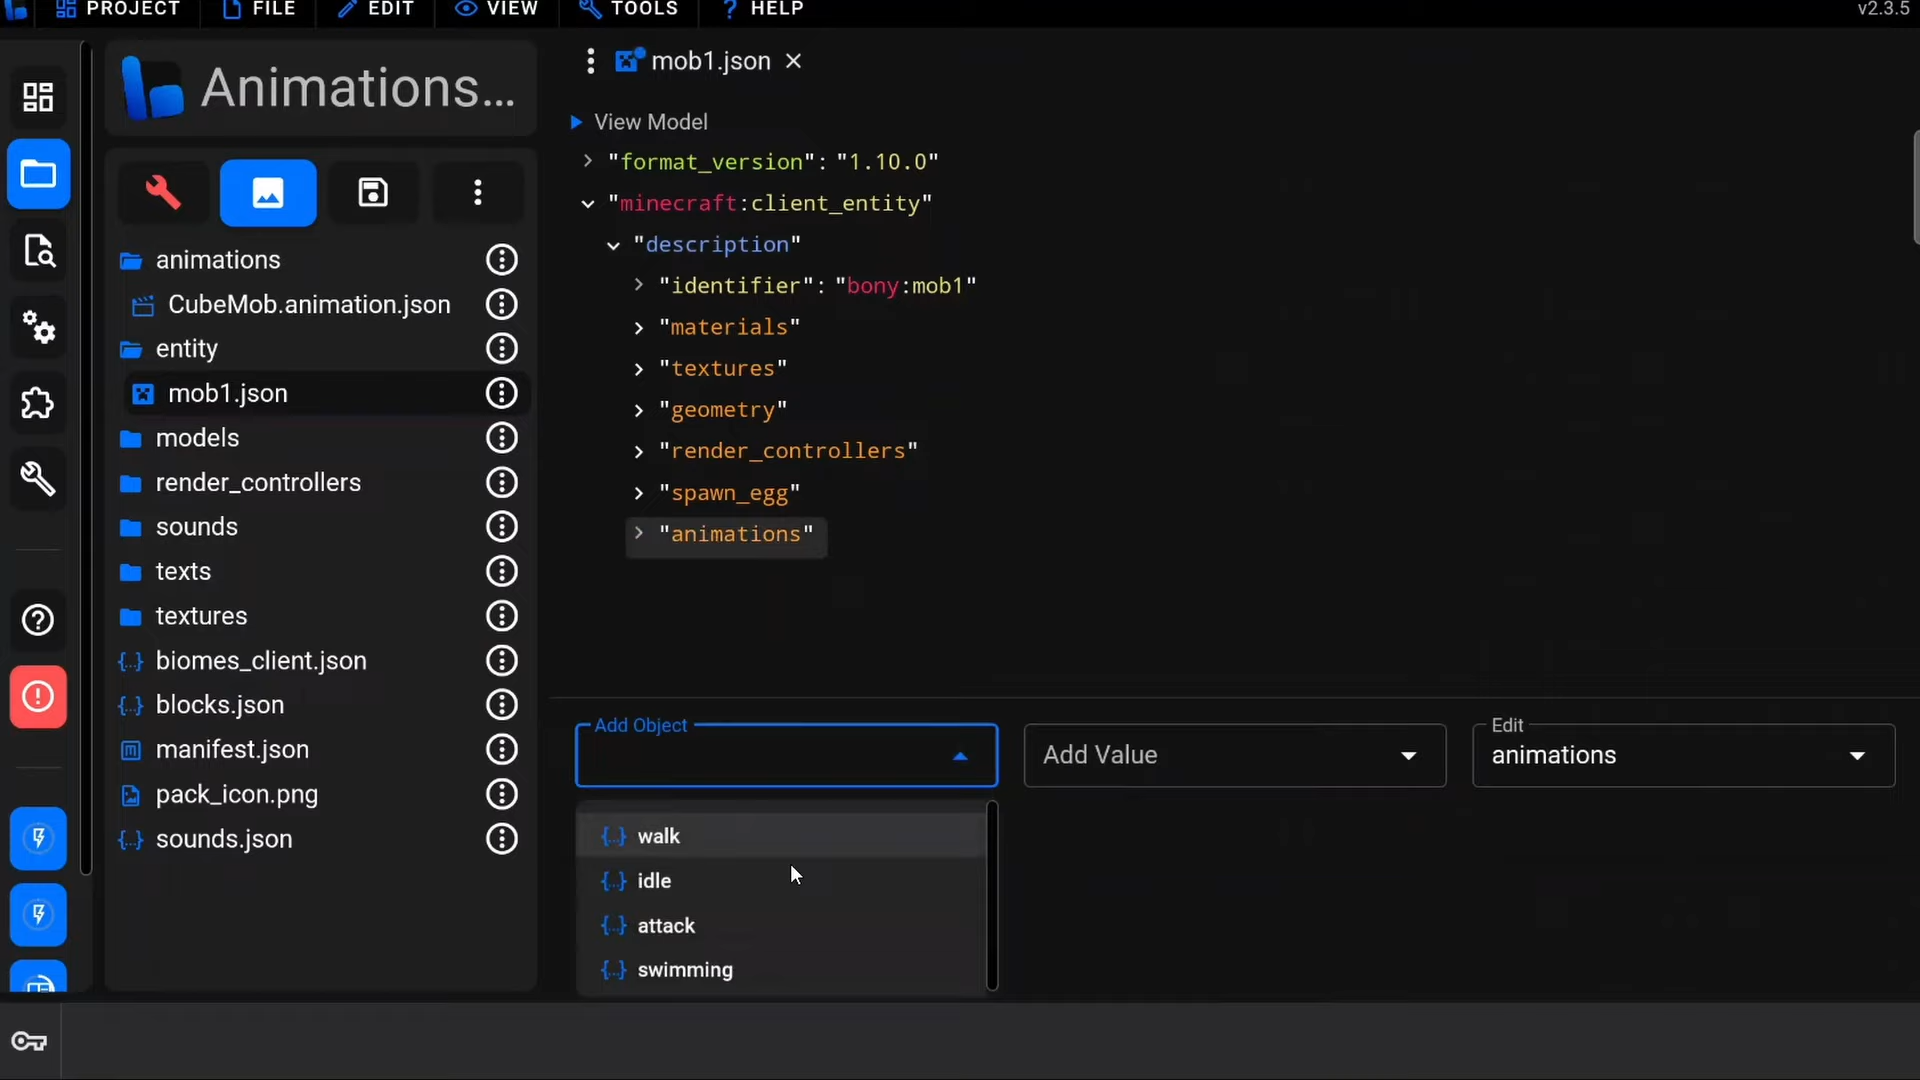 PROJECT FILE EDIT VIEW TOOLS ? HELP v2.3.5
Animations...
animations
CubeMob.animation.json
entity
mob1.json
models
render_controllers
sounds
texts
textures
{..} biomes_client.json
{..} blocks.json
manifest.json
pack_icon.png
{..} sounds.json
mob1.json
View Model
"format_version": "1.10.0"
"minecraft:client_entity"
"description"
"identifier": "bony:mob1"
"materials"
"textures"
"geometry"
"render_controllers"
"spawn_egg"
"animations"
Add Object
Add Value
Edit
animations
{..} walk
{..} idle
{..} attack
{..} swimming